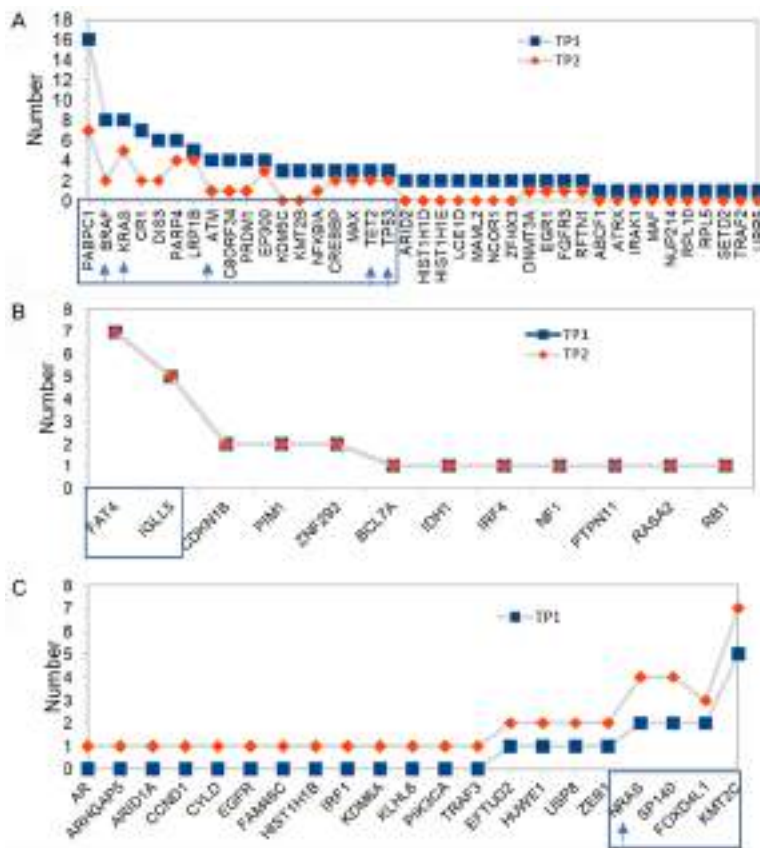 A
Number
18
16
14
12
10
8
6
4
2
0
TP1
TP2
PABPC1
BRAF
KRAS
CR1
DIS3
PARP4
LRP1B
ATM
C8ORF34
PRDM1
EP300
KDM5C
KMT2B
NFKBIA
CREBBP
MAX
TET2
TP53
ARID2
HIST1H1D
HIST1H1E
LCE1D
MAML2
NCOR1
ZFHX3
DNMT3A
EGR1
FGFR3
RFTN1
ABCF1
ATRX
IRAK1
MAF
NUP214
RPL10
RPL5
SETD2
TRAF2
UBR5
B
Number
8
7
6
5
4
3
2
1
0
TP1
TP2
FAT4
IGLL5
CDKN1B
PIM1
ZNF292
BCL7A
IDH1
IRF4
NF1
PTPN11
RASA2
RB1
C
Number
8
7
6
5
4
3
2
1
0
TP1
AR
ARHGAP5
ARID1A
CCND1
CYLD
EGFR
FAM46C
HIST1H1B
IRF1
KDM6A
KLHL6
PIK3CA
TRAF3
EFTUD2
HUWE1
USP8
ZEB1
NRAS
SP140
FOXD4L1
KMT2C